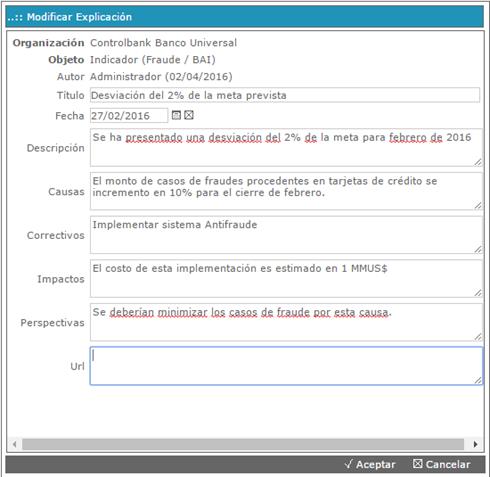 ..:: Modificar Explicación
Organización Controlbank Banco Universal
Objeto Indicador (Fraude / BAI)
Autor Administrador (02/04/2016)
Título Desviación del 2% de la meta prevista
Fecha 27/02/2016
Descripción Se ha presentado una desviación del 2% de la meta para febrero de 2016
Causas El monto de casos de fraudes procedentes en tarjetas de crédito se
incremento en 10% para el cierre de febrero.
Correctivos Implementar sistema Antifraude
Impactos El costo de esta implementación es estimado en 1 MMUS$
Perspectivas Se deberían minimizar los casos de fraude por esta causa.
Url
Aceptar Cancelar